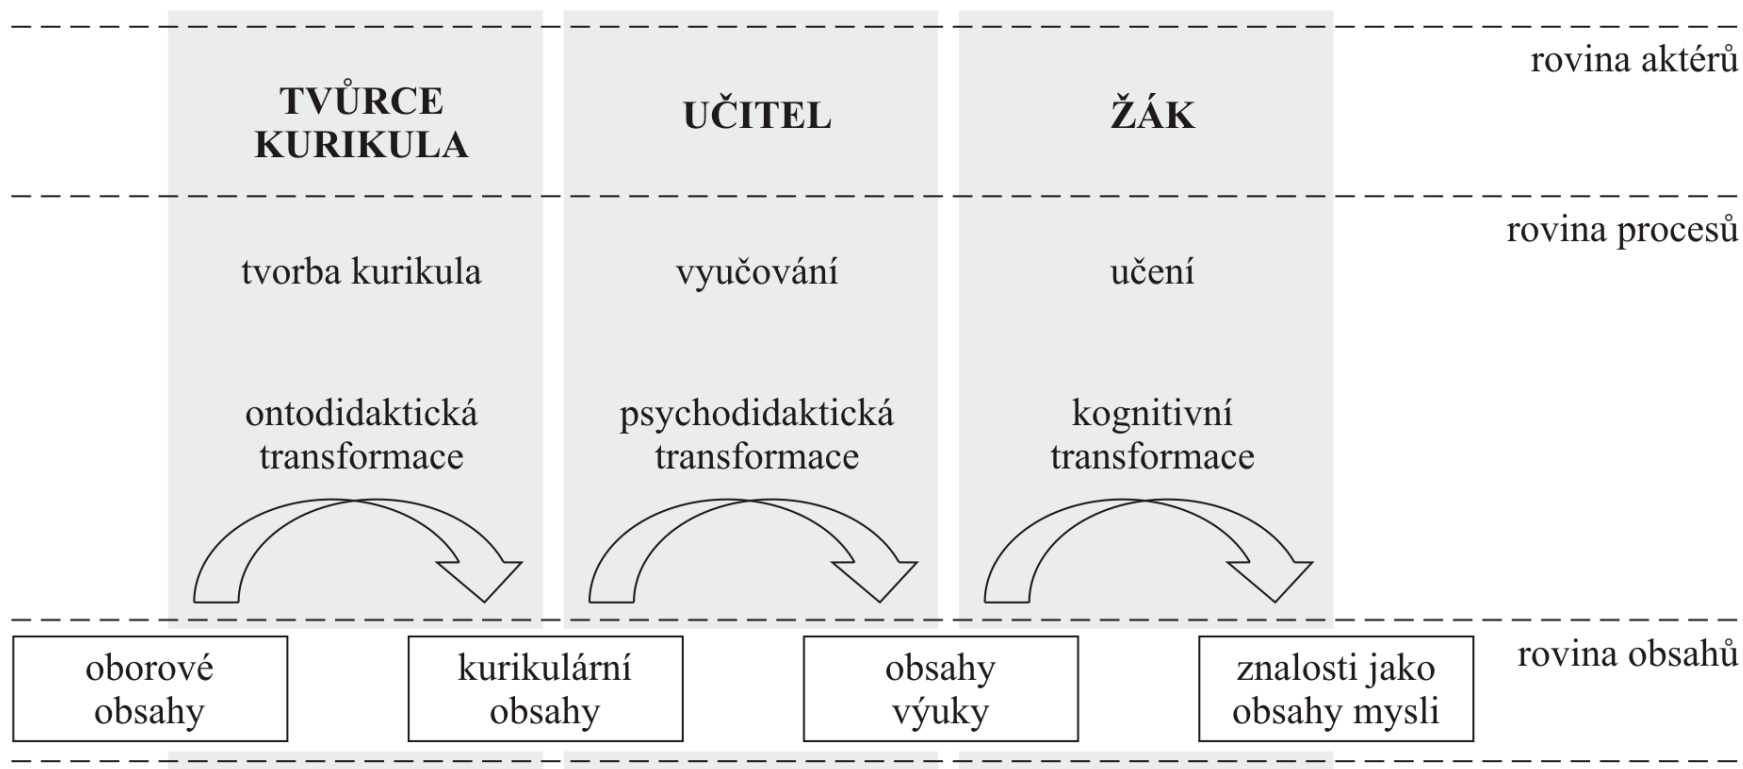 rovina aktérů
TVŮRCE
KURIKULA
UČITEL
ŽÁK
rovina procesů
tvorba kurikula
vyučování
učení
ontodidaktická
transformace
psychodidaktická
transformace
kognitivní
transformace
rovina obsahů
oborové
obsahy
kurikulární
obsahy
obsahy
výuky
znalosti jako
obsahy mysli